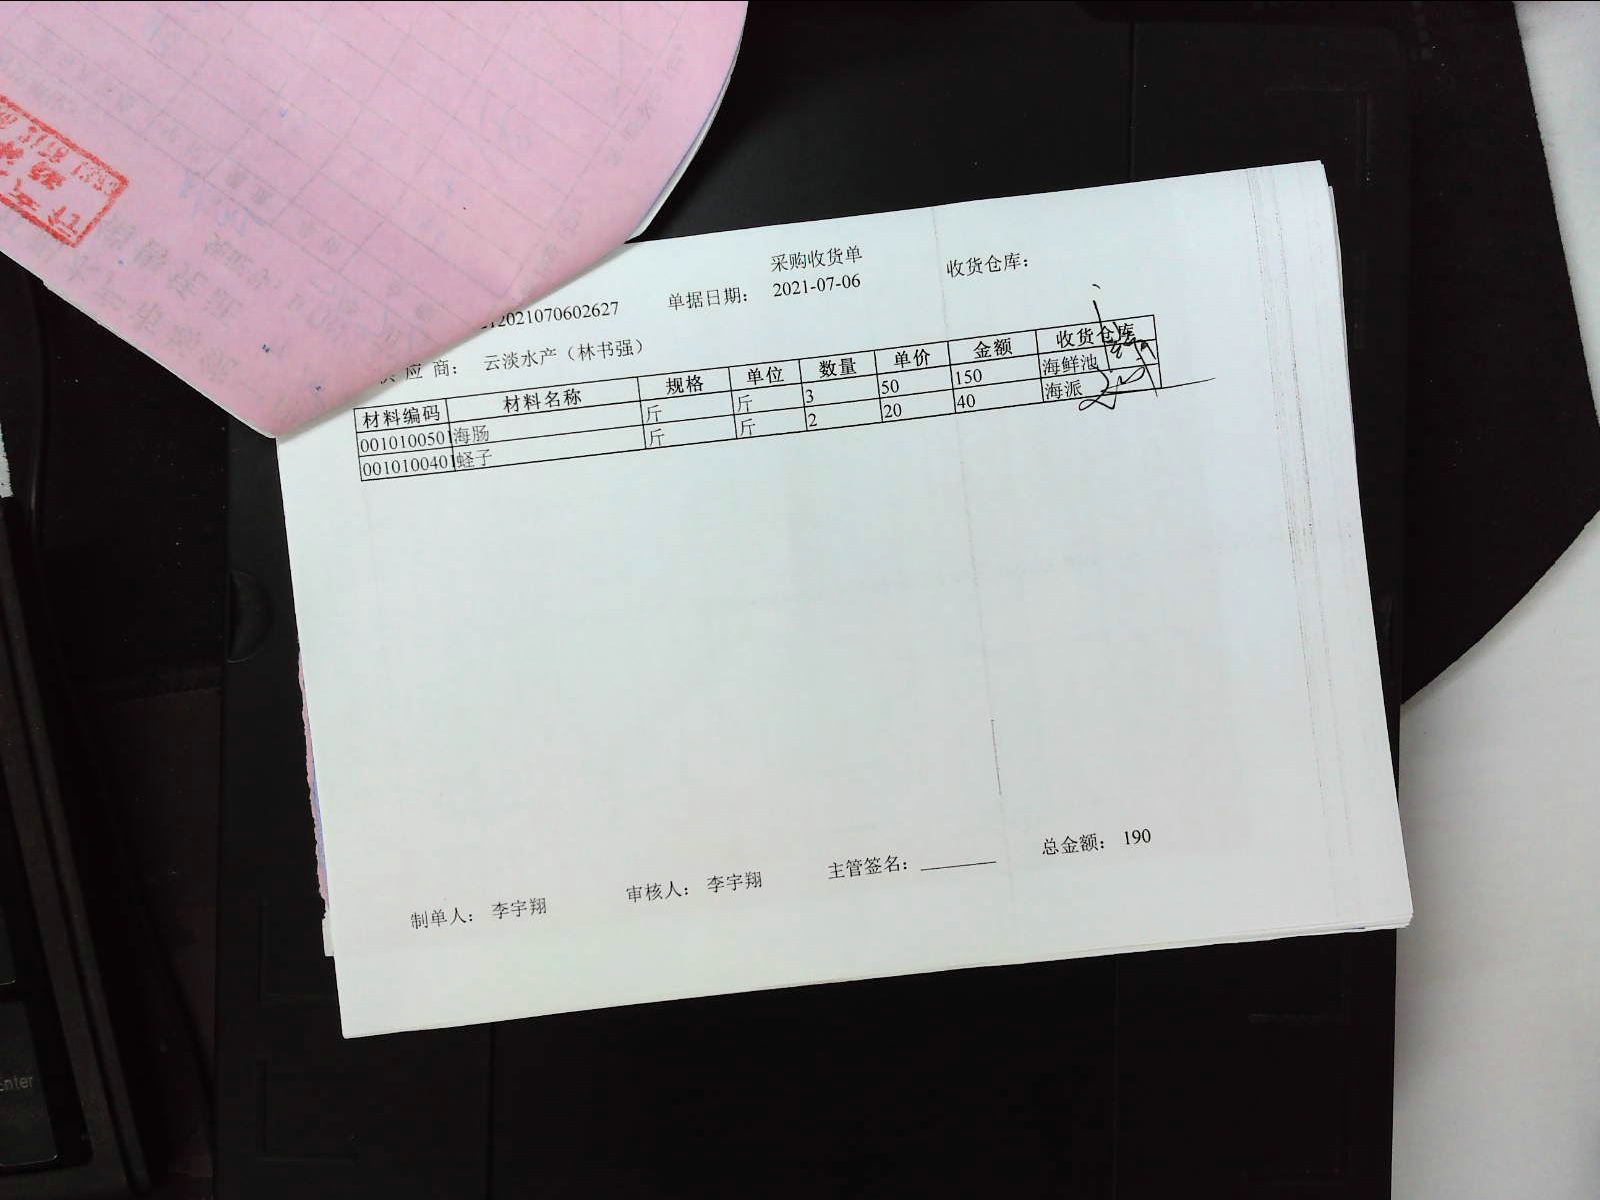 采购收货单
2021070602627 单据日期： 2021-07-06 收货仓库：
应 商： 云淡水产（林书强）
材料编码 材料名称 规格 单位 数量 单价 金额 收货仓库
0010100501 海肠 斤 斤 3 50 150 海鲜池
0010100401 蛏子 斤 斤 2 20 40 海派
总金额： 190
制单人： 李宇翔 审核人： 李宇翔 主管签名：
Enter